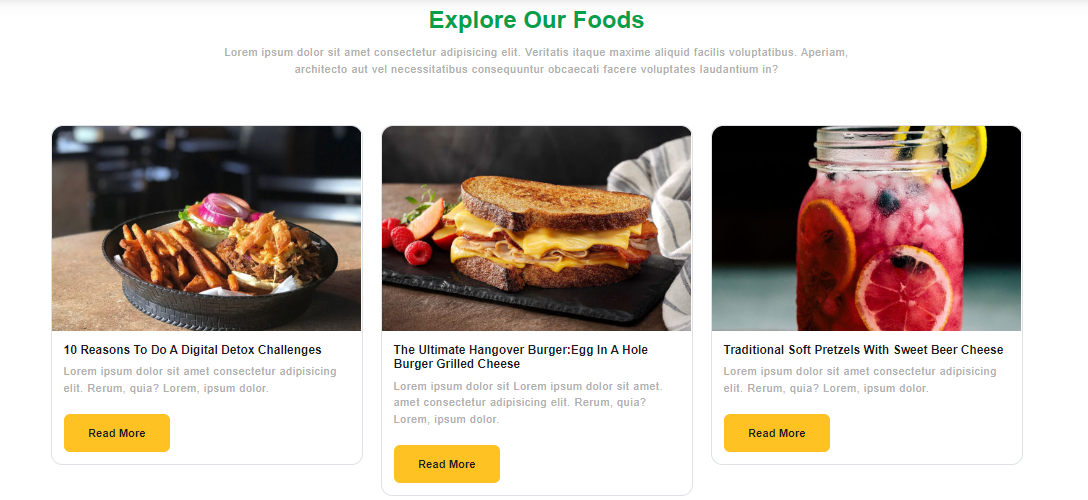 Explore Our Foods
Lorem ipsum dolor sit amet consectetur adipisicing elit. Veritatis itaque maxime aliquid facilis voluptatibus. Aperiam,
architecto aut vel necessitatibus consequuntur obcaecati facere voluptates laudantium in?
10 Reasons To Do A Digital Detox Challenges
Lorem ipsum dolor sit amet consectetur adipisicing
elit. Rerum, quia? Lorem, ipsum dolor.
Read More
The Ultimate Hangover Burger:Egg In A Hole
Burger Grilled Cheese
Lorem ipsum dolor sit Lorem ipsum dolor sit amet.
amet consectetur adipisicing elit. Rerum, quia?
Lorem, ipsum dolor.
Read More
Traditional Soft Pretzels With Sweet Beer Cheese
Lorem ipsum dolor sit amet consectetur adipisicing
elit. Rerum, quia? Lorem, ipsum dolor.
Read More